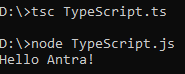 D:\>tsc TypeScript.ts
D:\>node TypeScript.js
Hello Antra!